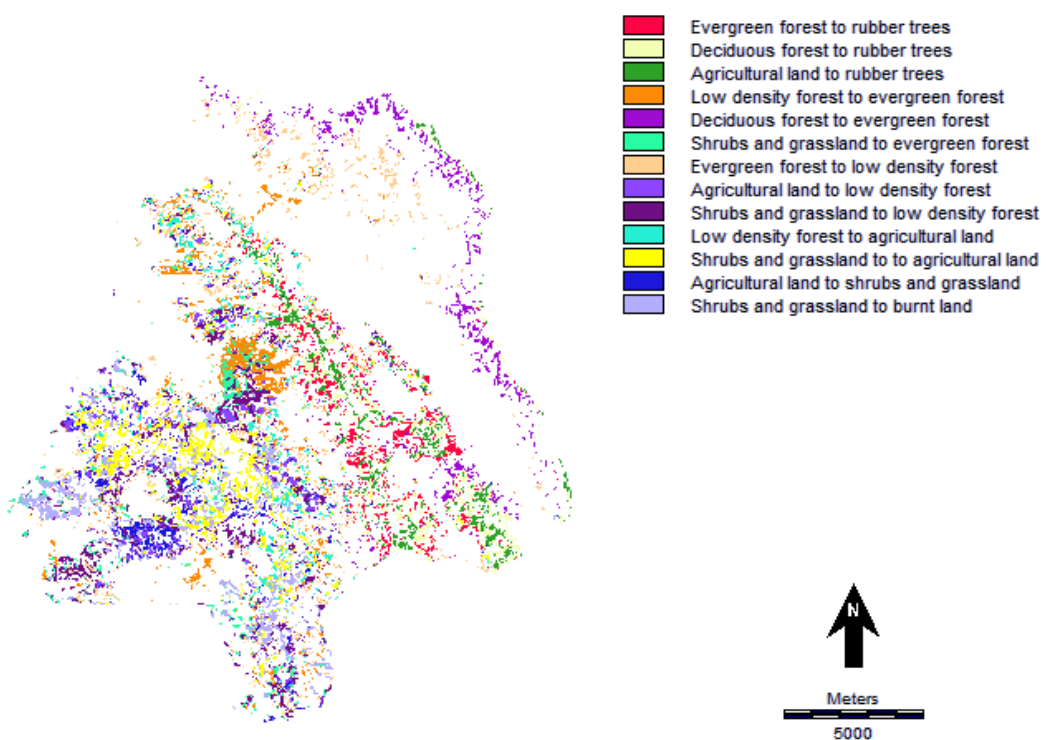 Evergreen forest to rubber trees
Deciduous forest to rubber trees
Agricultural land to rubber trees
Low density forest to evergreen forest
Deciduous forest to evergreen forest
Shrubs and grassland to evergreen forest
Evergreen forest to low density forest
Agricultural land to low density forest
Shrubs and grassland to low density forest
Low density forest to agricultural land
Shrubs and grassland to to agricultural land
Agricultural land to shrubs and grassland
Shrubs and grassland to burnt land
N
Meters
5000